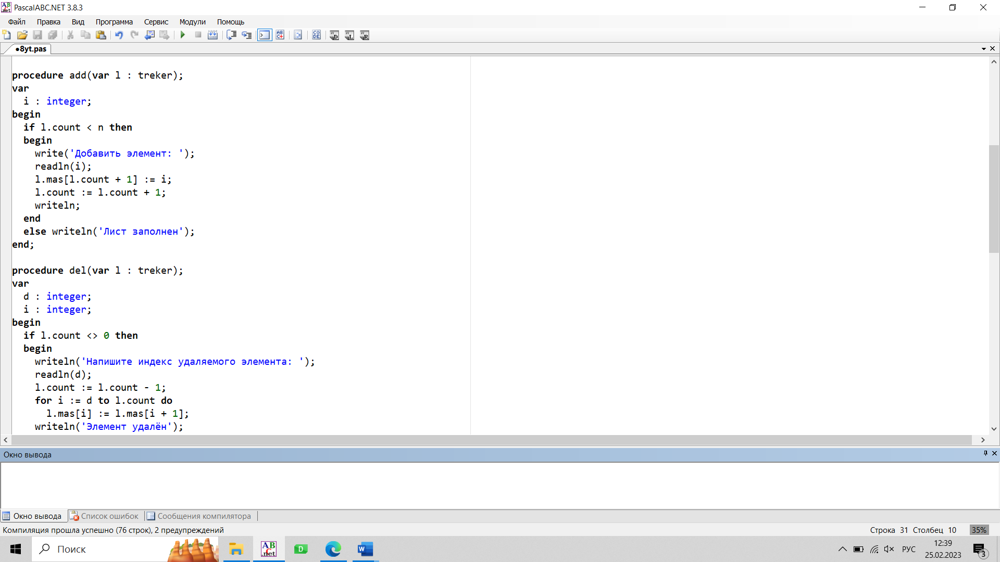 PascalABC.NET 3.8.3
Файл Правка Вид Программа Сервис Модули Помощь
●8yt.pas
procedure add(var l : treker);
var
  i : integer;
begin
  if l.count < n then
  begin
    write('Добавить элемент: ');
    readln(i);
    l.mas[l.count + 1] := i;
    l.count := l.count + 1;
    writeln;
  end
  else writeln('Лист заполнен');
end;
procedure del(var l : treker);
var
  d : integer;
  i : integer;
begin
  if l.count <> 0 then
  begin
    writeln('Напишите индекс удаляемого элемента: ');
    readln(d);
    l.count := l.count - 1;
    for i := d to l.count do
      l.mas[i] := l.mas[i + 1];
    writeln('Элемент удалён');
Окно вывода
Окно вывода Список ошибок Сообщения компилятора
Компиляция прошла успешно (76 строк), 2 предупреждений
Строка 31 Столбец 10 35%
Поиск
РУС
12:39
25.02.2023
3